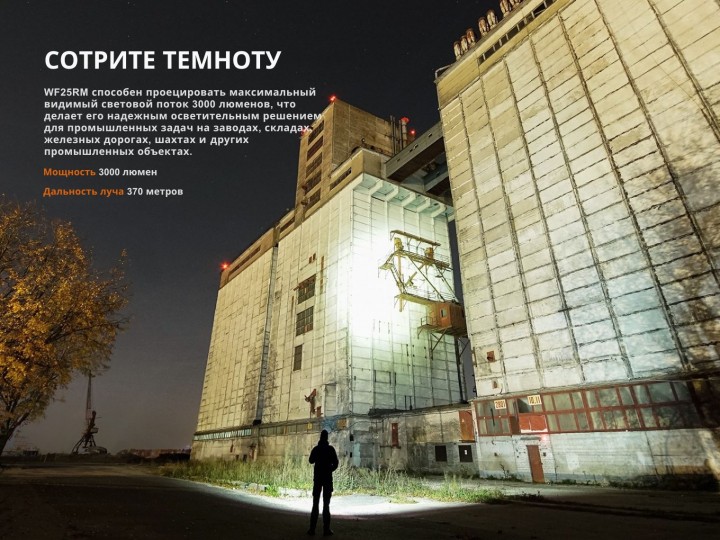 СОТРИТЕ ТЕМНОТУ
WF25RM способен проецировать максимальный
видимый световой поток 3000 люменов, что
делает его надежным осветительным решением
для промышленных задач на заводах, складах,
железных дорогах, шахтах и других
промышленных объектах.
Мощность 3000 люмен
Дальность луча 370 метров